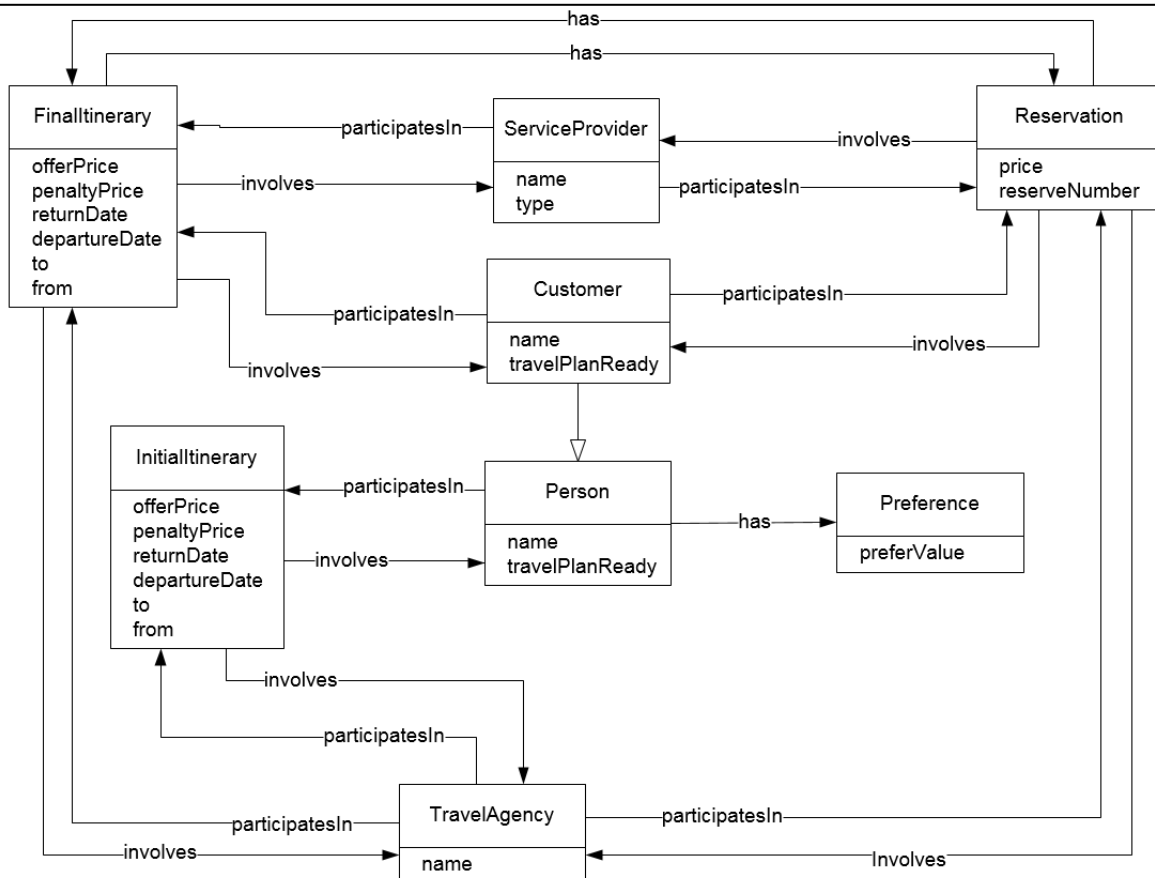 has
has
FinalItinerary
offerPrice
penaltyPrice
returnDate
departureDate
to
from
participatesIn
ServiceProvider
name
type
involves
involves
participatesIn
Reservation
price
reserveNumber
participatesIn
involves
Customer
name
travelPlanReady
participatesIn
involves
InitialItinerary
offerPrice
penaltyPrice
returnDate
departureDate
to
from
participatesIn
involves
Person
name
travelPlanReady
has
Preference
preferValue
involves
participatesIn
participatesIn
involves
TravelAgency
name
participatesIn
Involves